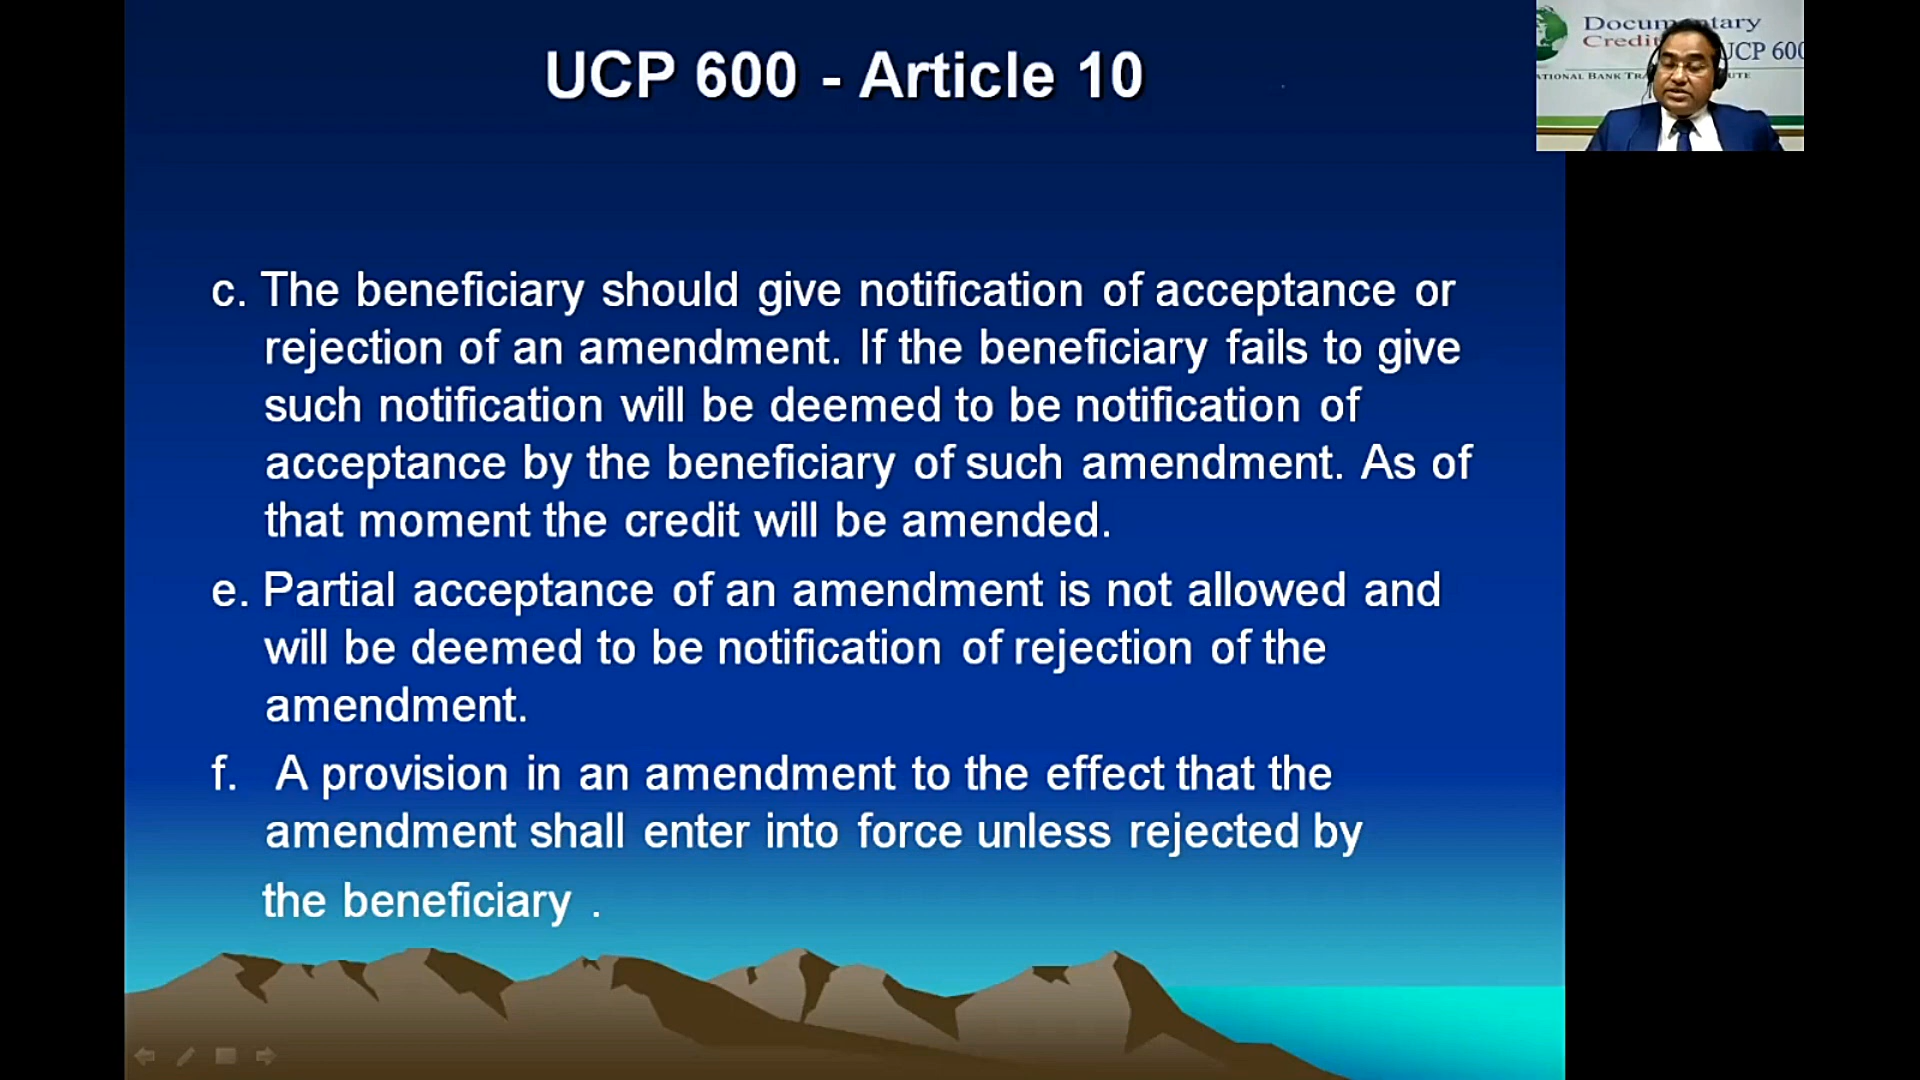 UCP 600 - Article 10
Documentary
Credit UCP 600
c. The beneficiary should give notification of acceptance or
rejection of an amendment. If the beneficiary fails to give
such notification will be deemed to be notification of
acceptance by the beneficiary of such amendment. As of
that moment the credit will be amended.
e. Partial acceptance of an amendment is not allowed and
will be deemed to be notification of rejection of the
amendment.
f. A provision in an amendment to the effect that the
amendment shall enter into force unless rejected by
the beneficiary .